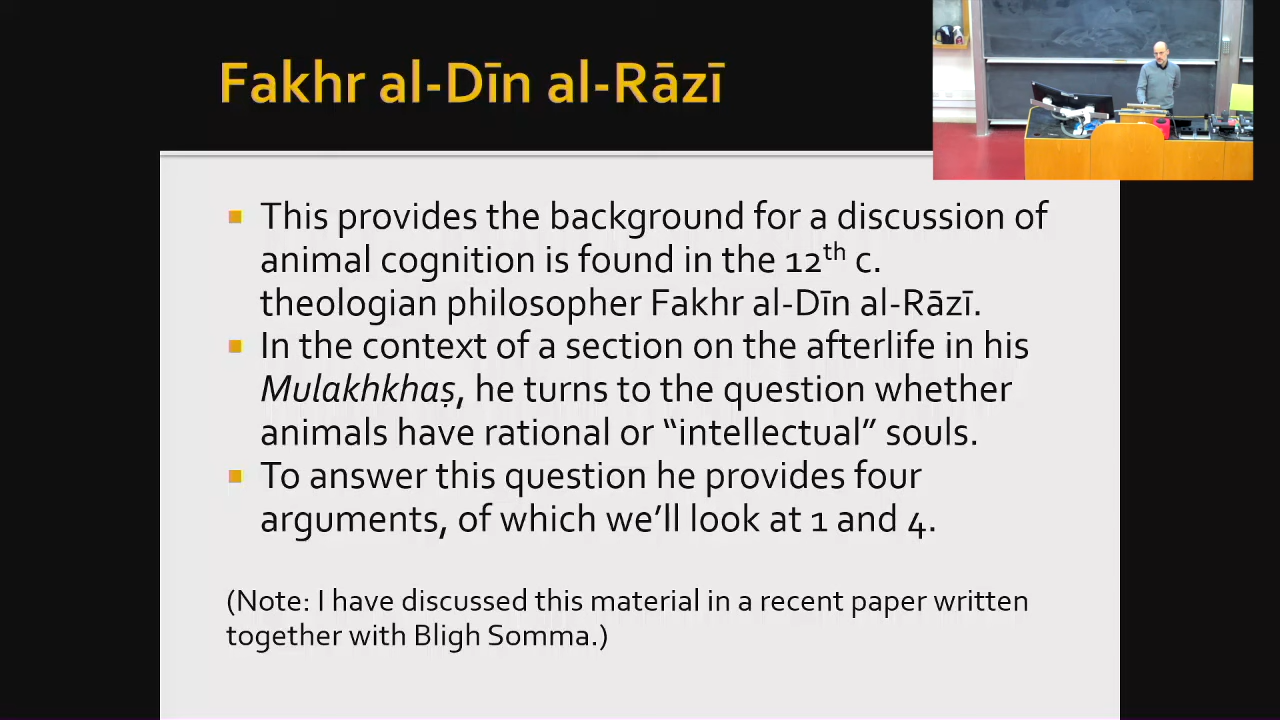 Fakhr al-Dīn al-Rāzī
This provides the background for a discussion of
animal cognition is found in the 12th c.
theologian philosopher Fakhr al-Dīn al-Rāzī.
In the context of a section on the afterlife in his
Mulakhkhaṣ, he turns to the question whether
animals have rational or “intellectual” souls.
To answer this question he provides four
arguments, of which we’ll look at 1 and 4.
(Note: I have discussed this material in a recent paper written
together with Bligh Somma.)